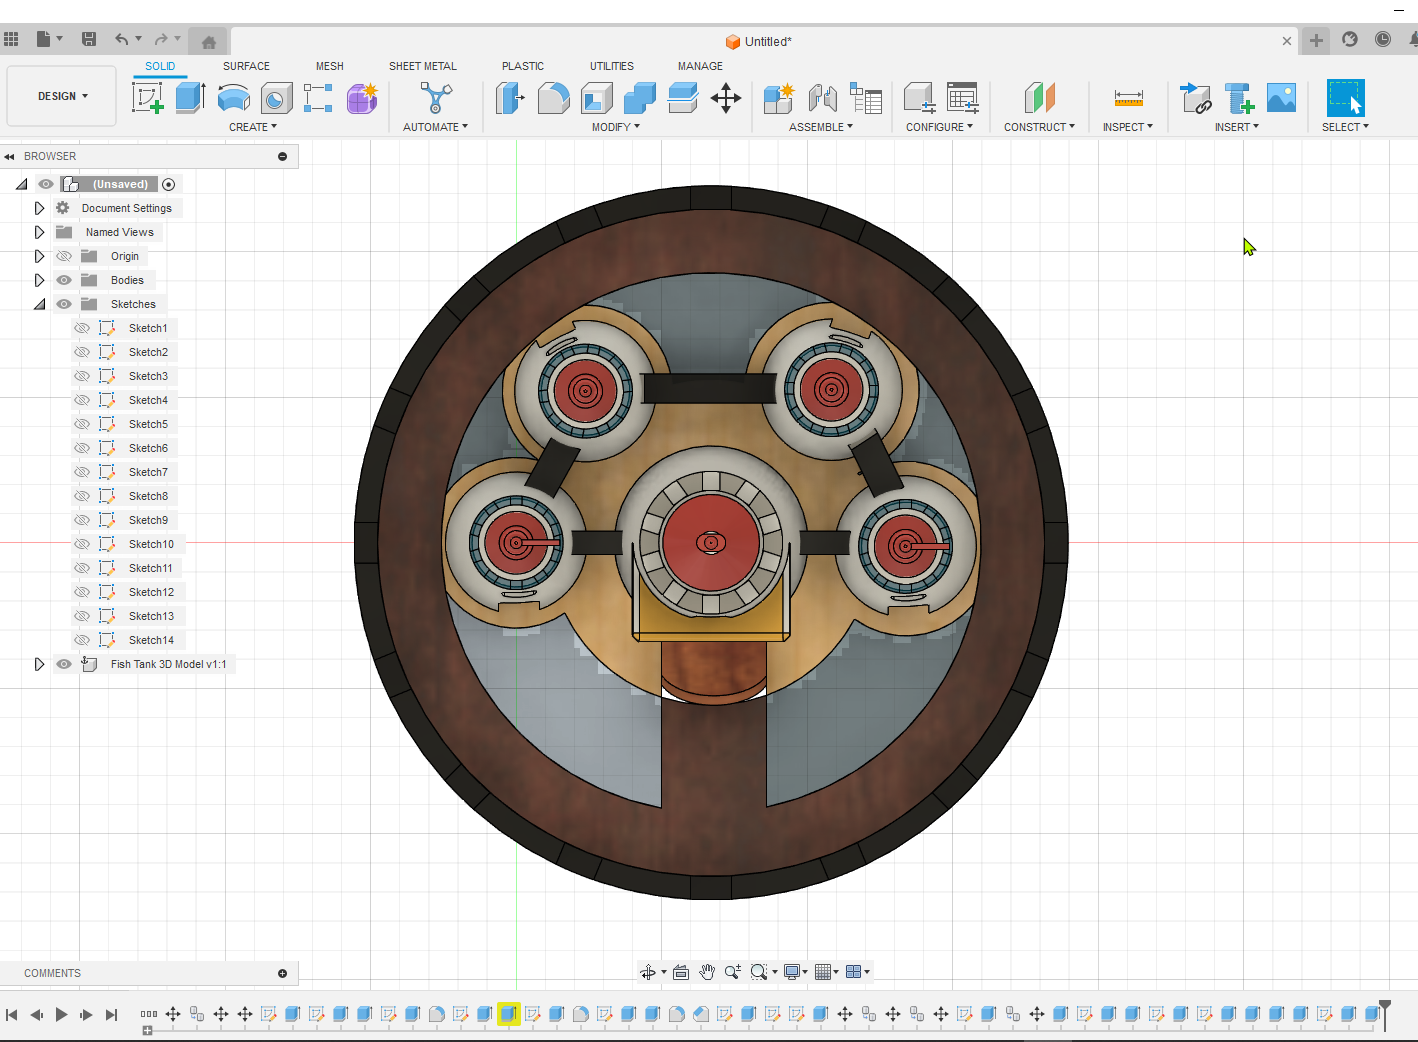 Untitled*
SOLID SURFACE MESH SHEET METAL PLASTIC UTILITIES MANAGE
DESIGN
CREATE AUTOMATE MODIFY ASSEMBLE CONFIGURE CONSTRUCT INSPECT INSERT SELECT
BROWSER
(Unsaved)
Document Settings
Named Views
Origin
Bodies
Sketches
Sketch1
Sketch2
Sketch3
Sketch4
Sketch5
Sketch6
Sketch7
Sketch8
Sketch9
Sketch10
Sketch11
Sketch12
Sketch13
Sketch14
Fish Tank 3D Model v1:1
COMMENTS